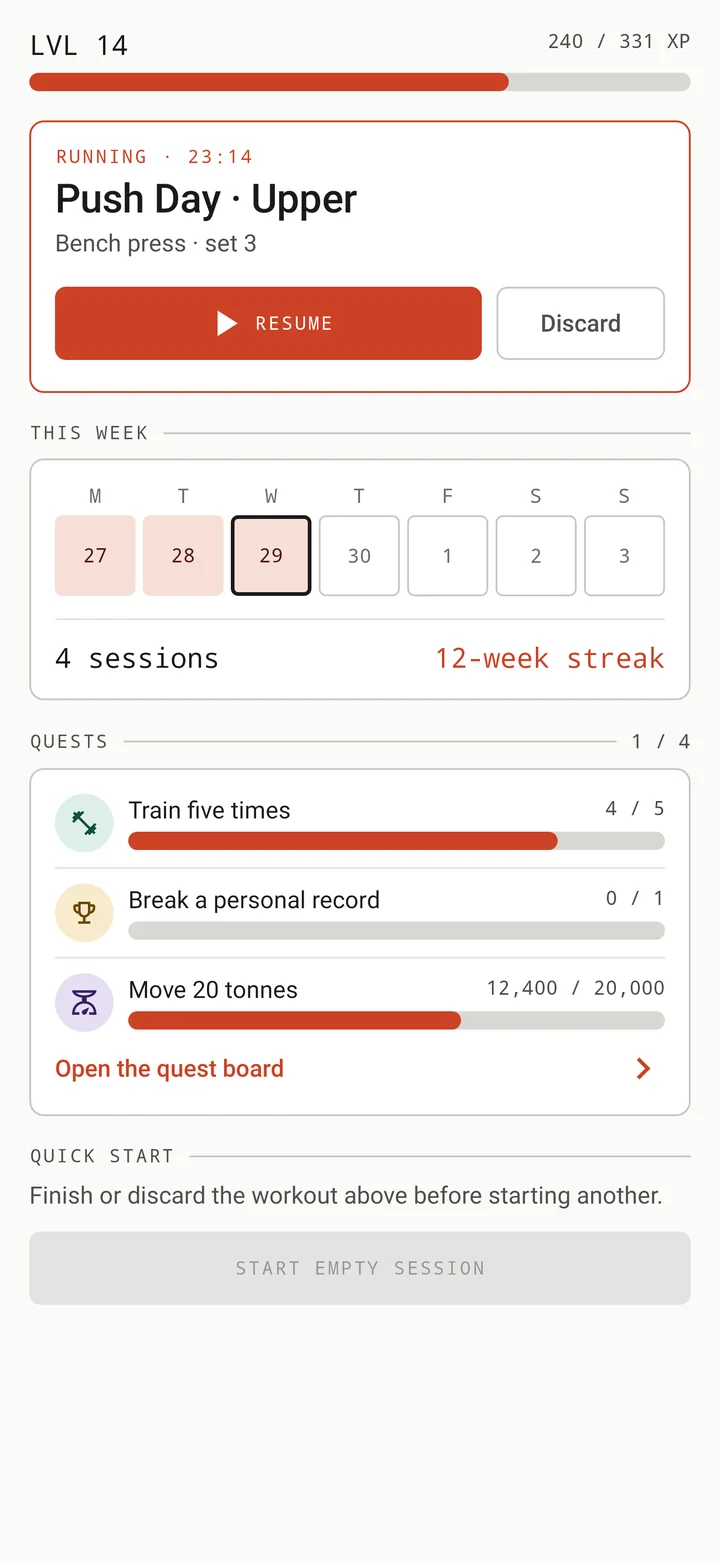 LVL 14
240 / 331 XP
RUNNING · 23:14
Push Day · Upper
Bench press · set 3
RESUME
Discard
THIS WEEK
M T W T F S S
27 28 29 30 1 2 3
4 sessions
12-week streak
QUESTS
1 / 4
Train five times
4 / 5
Break a personal record
0 / 1
Move 20 tonnes
12,400 / 20,000
Open the quest board
QUICK START
Finish or discard the workout above before starting another.
START EMPTY SESSION